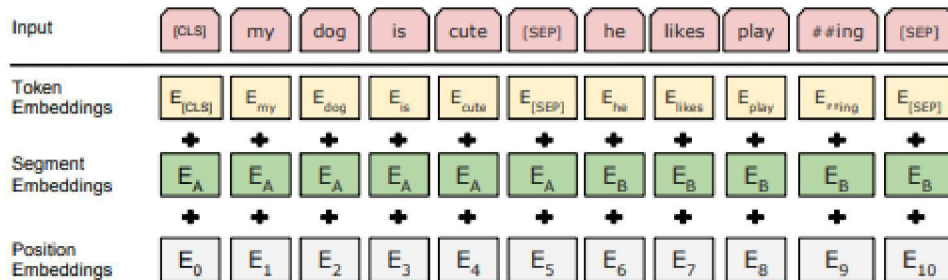 Input [CLS] my dog is cute [SEP] he likes play ##ing [SEP]
Token
Embeddings E[CLS] Emy Edog Eis Ecute E[SEP] Ehe Elikes Eplay E##ing E[SEP]
+ + + + + + + + + + +
Segment
Embeddings EA EA EA EA EA EA EB EB EB EB EB
+ + + + + + + + + + +
Position
Embeddings E0 E1 E2 E3 E4 E5 E6 E7 E8 E9 E10